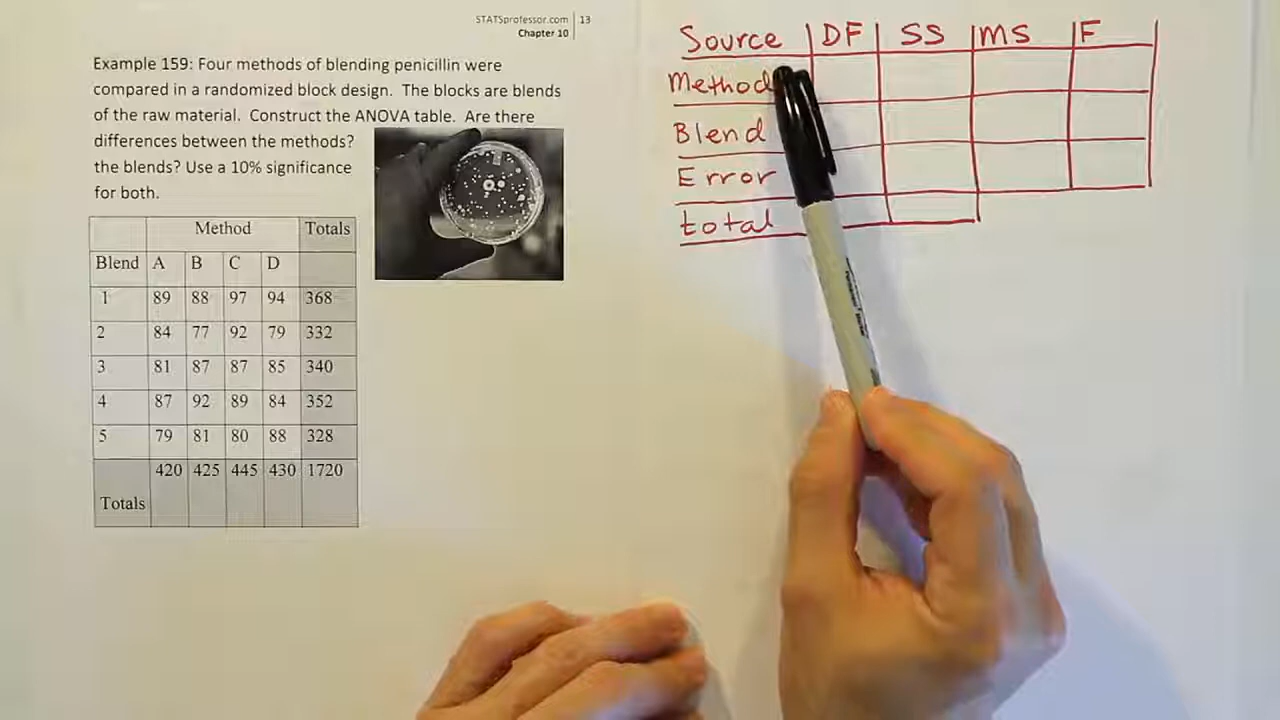 STATSprofessor.com 13
Chapter 10
Example 159: Four methods of blending penicillin were
compared in a randomized block design. The blocks are blends
of the raw material. Construct the ANOVA table. Are there
differences between the methods?
the blends? Use a 10% significance
for both.
Method Totals
Blend A B C D
1 89 88 97 94 368
2 84 77 92 79 332
3 81 87 87 85 340
4 87 92 89 84 352
5 79 81 80 88 328
420 425 445 430 1720
Totals
Source DF SS MS F
Method
Blend
Error
total